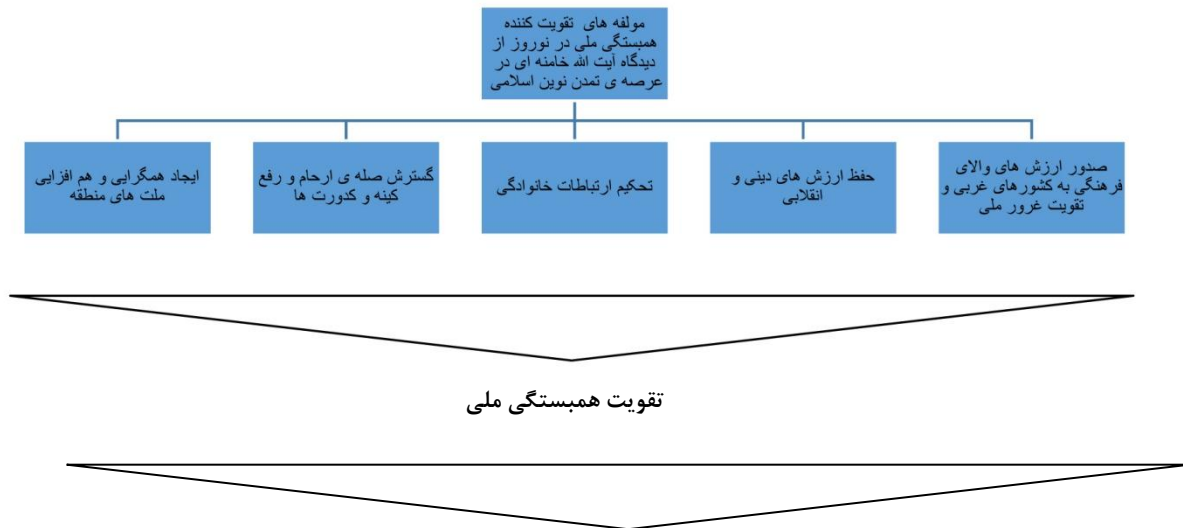 مولفه های تقویت کننده
همبستگی ملی در نوروز از
دیدگاه آیت الله خامنه ای در
عرصه ی تمدن نوین اسلامی
صدور ارزش های والای
فرهنگی به کشورهای غربی و
تقویت غرور ملی
حفظ ارزش های دینی و
انقلابی
تحکیم ارتباطات خانوادگی
گسترش صله ی ارحام و رفع
کینه و کدورت ها
ایجاد همگرایی و هم افزایی
ملت های منطقه
تقویت همبستگی ملی